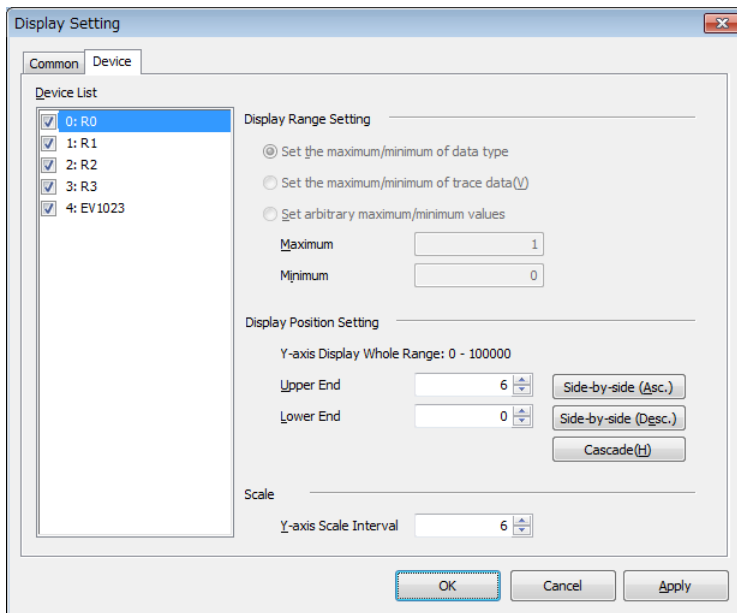 Display Setting
Common
Device
Device List
0: R0
1: R1
2: R2
3: R3
4: EV1023
Display Range Setting
Set the maximum/minimum of data type
Set the maximum/minimum of trace data(V)
Set arbitrary maximum/minimum values
Maximum 1
Minimum 0
Display Position Setting
Y-axis Display Whole Range: 0 - 100000
Upper End 6 Side-by-side (Asc.)
Lower End 0 Side-by-side (Desc.)
Cascade(H)
Scale
Y-axis Scale Interval 6
OK Cancel Apply